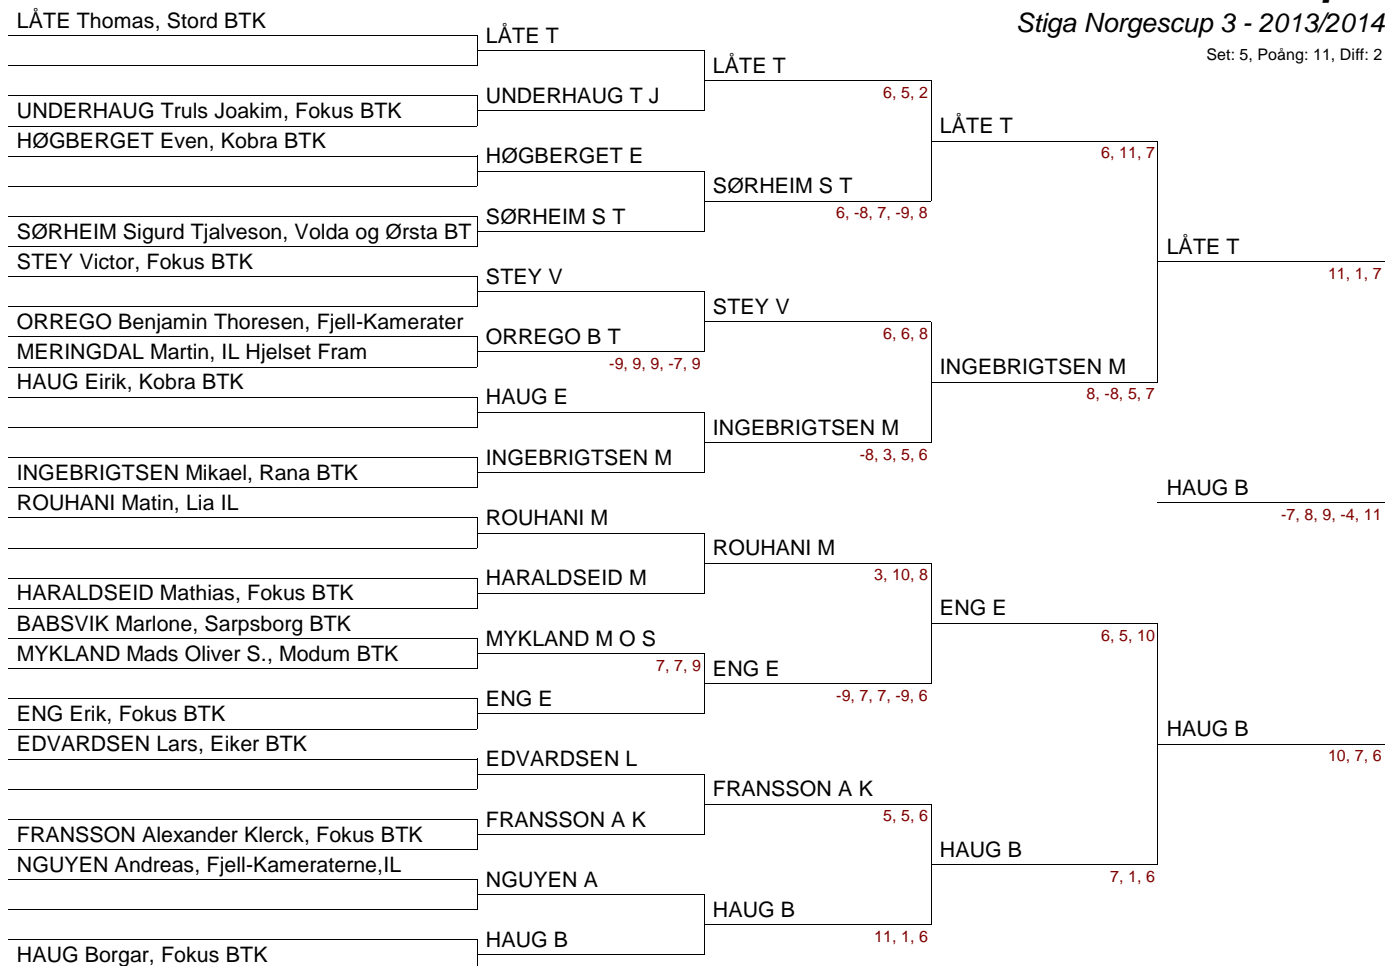 Stiga Norgescup 3 - 2013/2014
Set: 5, Poäng: 11, Diff: 2
LÅTE Thomas, Stord BTK
UNDERHAUG Truls Joakim, Fokus BTK
HØGBERGET Even, Kobra BTK
SØRHEIM Sigurd Tjalveson, Volda og Ørsta BT
STEY Victor, Fokus BTK
ORREGO Benjamin Thoresen, Fjell-Kamerater
MERINGDAL Martin, IL Hjelset Fram
HAUG Eirik, Kobra BTK
INGEBRIGTSEN Mikael, Rana BTK
ROUHANI Matin, Lia IL
HARALDSEID Mathias, Fokus BTK
BABSVIK Marlone, Sarpsborg BTK
MYKLAND Mads Oliver S., Modum BTK
ENG Erik, Fokus BTK
EDVARDSEN Lars, Eiker BTK
FRANSSON Alexander Klerck, Fokus BTK
NGUYEN Andreas, Fjell-Kameraterne,IL
HAUG Borgar, Fokus BTK
LÅTE T
UNDERHAUG T J
HØGBERGET E
SØRHEIM S T
STEY V
ORREGO B T
-9, 9, 9, -7, 9
HAUG E
INGEBRIGTSEN M
ROUHANI M
HARALDSEID M
MYKLAND M O S
7, 7, 9
ENG E
EDVARDSEN L
FRANSSON A K
NGUYEN A
HAUG B
LÅTE T
6, 5, 2
SØRHEIM S T
6, -8, 7, -9, 8
STEY V
6, 6, 8
INGEBRIGTSEN M
-8, 3, 5, 6
ROUHANI M
3, 10, 8
ENG E
-9, 7, 7, -9, 6
FRANSSON A K
5, 5, 6
HAUG B
11, 1, 6
LÅTE T
6, 11, 7
INGEBRIGTSEN M
8, -8, 5, 7
ENG E
6, 5, 10
HAUG B
7, 1, 6
LÅTE T
11, 1, 7
HAUG B
10, 7, 6
HAUG B
-7, 8, 9, -4, 11